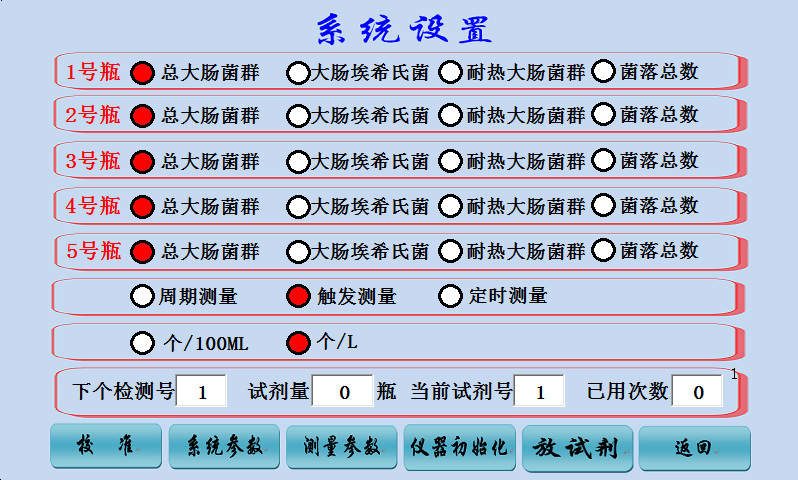 系统设置
1号瓶 总大肠菌群 大肠埃希氏菌 耐热大肠菌群 菌落总数
2号瓶 总大肠菌群 大肠埃希氏菌 耐热大肠菌群 菌落总数
3号瓶 总大肠菌群 大肠埃希氏菌 耐热大肠菌群 菌落总数
4号瓶 总大肠菌群 大肠埃希氏菌 耐热大肠菌群 菌落总数
5号瓶 总大肠菌群 大肠埃希氏菌 耐热大肠菌群 菌落总数
周期测量 触发测量 定时测量
个/100ML 个/L
1
下个检测号 1 试剂量 0 瓶 当前试剂号 1 已用次数 0
校 准 系统参数 测量参数 仪器初始化 放试剂 返回